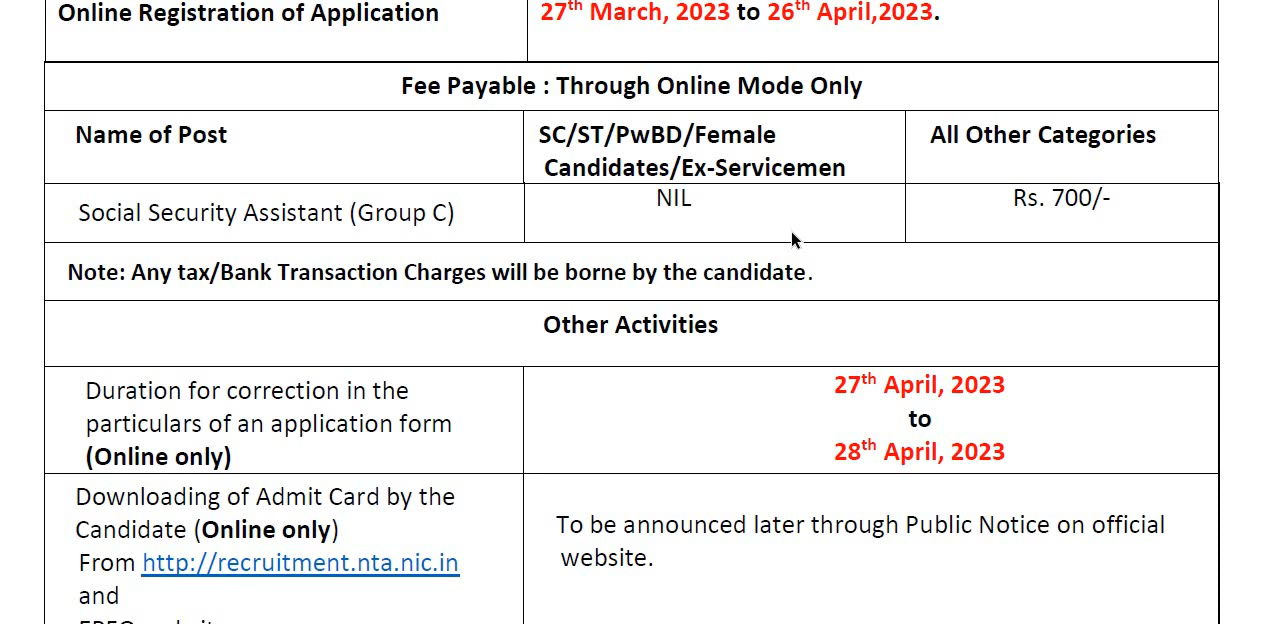 Online Registration of Application
27th March, 2023 to 26th April,2023.
Fee Payable : Through Online Mode Only
Name of Post
SC/ST/PwBD/Female
Candidates/Ex-Servicemen
All Other Categories
Social Security Assistant (Group C)
NIL
Rs. 700/-
Note: Any tax/Bank Transaction Charges will be borne by the candidate.
Other Activities
Duration for correction in the
particulars of an application form
(Online only)
27th April, 2023
to
28th April, 2023
Downloading of Admit Card by the
Candidate (Online only)
From http://recruitment.nta.nic.in
and
To be announced later through Public Notice on official
website.